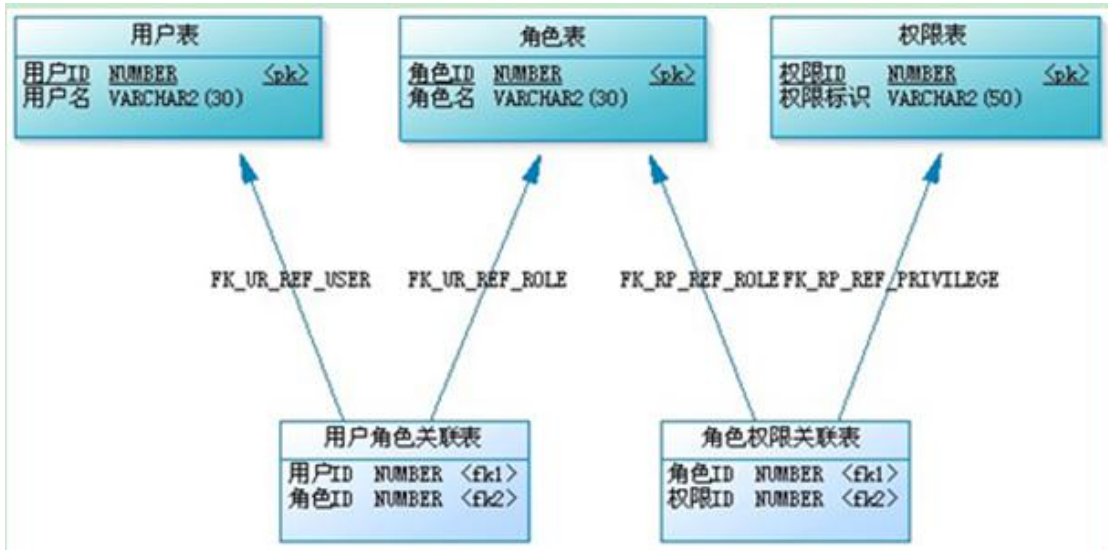 用户表
用户ID NUMBER <pk>
用户名 VARCHAR2(30)
角色表
角色ID NUMBER <pk>
角色名 VARCHAR2(30)
权限表
权限ID NUMBER <pk>
权限标识 VARCHAR2(50)
FK_UR_REF_USER
FK_UR_REF_ROLE
FK_RP_REF_ROLE
FK_RP_REF_PRIVILEGE
用户角色关联表
用户ID NUMBER <fk1>
角色ID NUMBER <fk2>
角色权限关联表
角色ID NUMBER <fk1>
权限ID NUMBER <fk2>